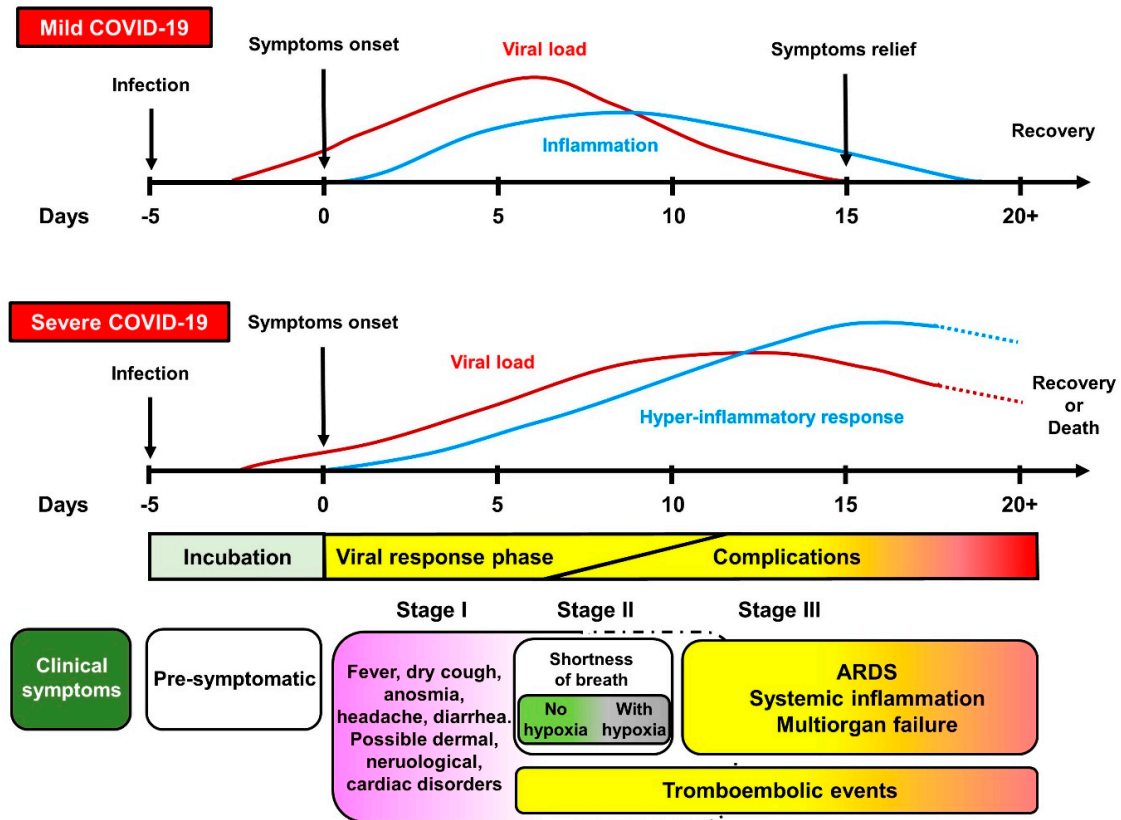 Mild COVID-19
Symptoms onset
Viral load
Symptoms relief
Infection
Inflammation
Recovery
Days
-5
0
5
10
15
20+
Severe COVID-19
Symptoms onset
Viral load
Infection
Hyper-inflammatory response
Recovery
or
Death
Days
-5
0
5
10
15
20+
Incubation
Viral response phase
Complications
Stage I
Stage II
Stage III
Clinical
symptoms
Pre-symptomatic
Fever, dry cough,
anosmia,
headache, diarrhea.
Possible dermal,
neruological,
cardiac disorders
Shortness
of breath
No
hypoxia
With
hypoxia
ARDS
Systemic inflammation
Multiorgan failure
Tromboembolic events